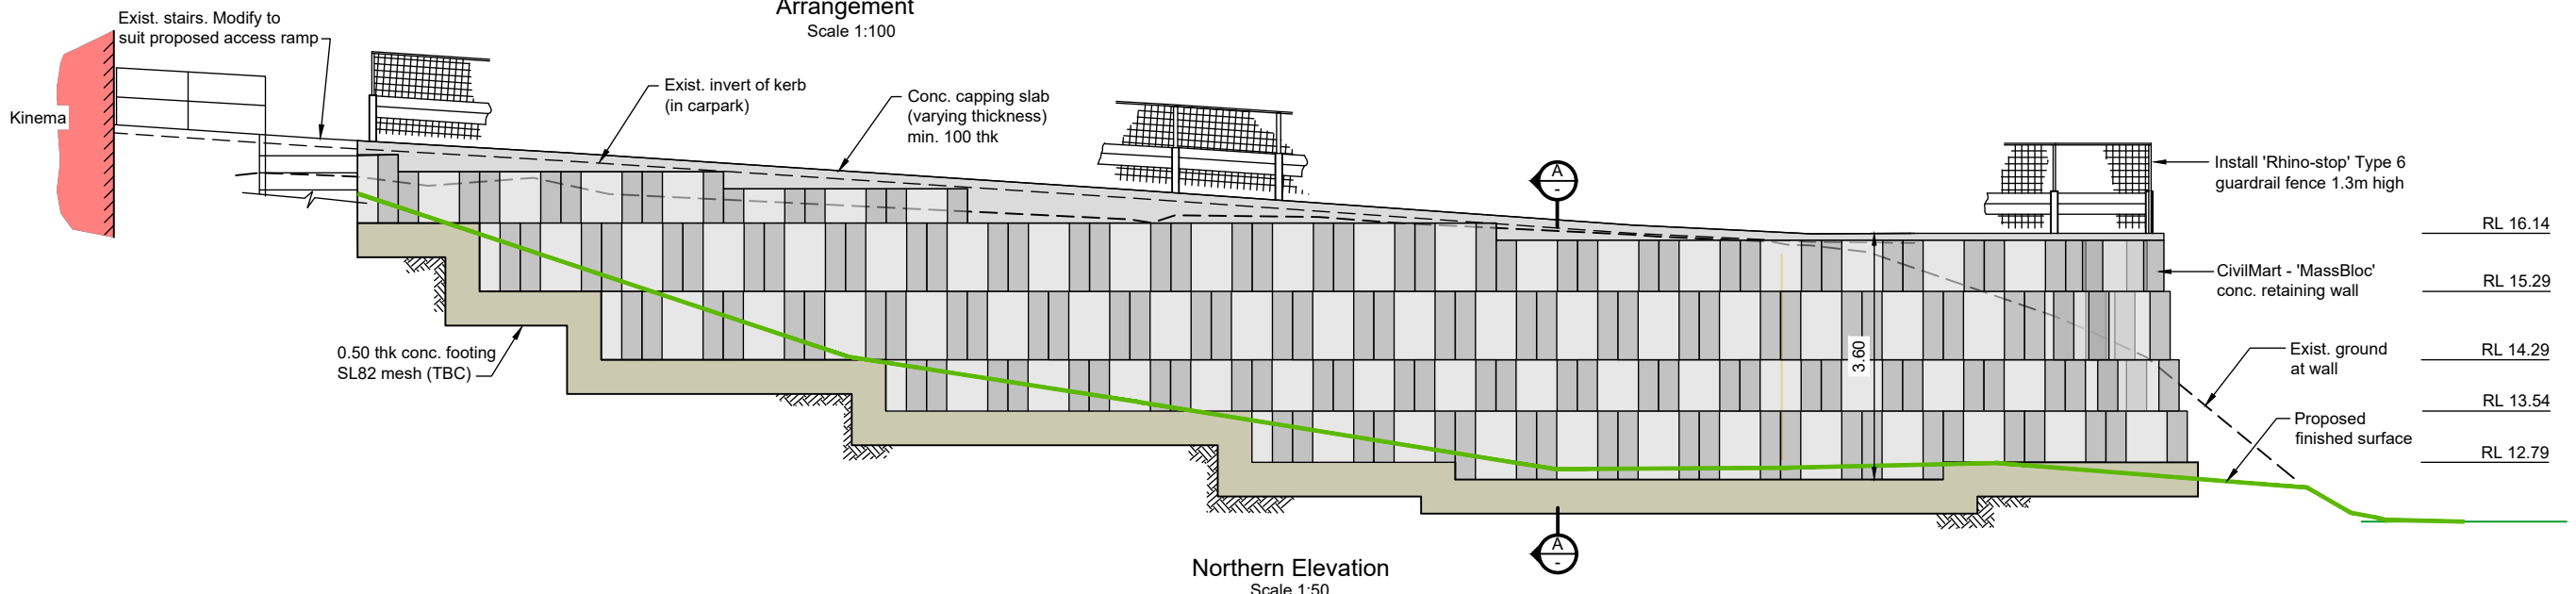 Arrangement
Scale 1:100
Exist. stairs. Modify to
suit proposed access ramp
Kinema
Exist. invert of kerb
(in carpark)
Conc. capping slab
(varying thickness)
min. 100 thk
A
-
Install 'Rhino-stop' Type 6
guardrail fence 1.3m high
RL 16.14
CivilMart - 'MassBloc'
conc. retaining wall
RL 15.29
0.50 thk conc. footing
SL82 mesh (TBC)
3.60
Exist. ground
at wall
RL 14.29
RL 13.54
Proposed
finished surface
RL 12.79
A
-
Northern Elevation
Scale 1:50